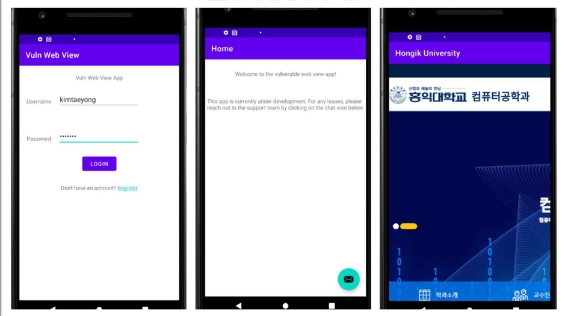 Vuln Web View
Vuln Web View App
Username
kimtaeyong
Password
•••••••
LOGIN
Don't have an account? Register
Home
Welcome to the vulnerable web view app!
This app is currently under development. For any issues, please
reach out to the support team by clicking on the chat icon below
Hongik University
홍익대학교 컴퓨터공학과
학과소개
교수진